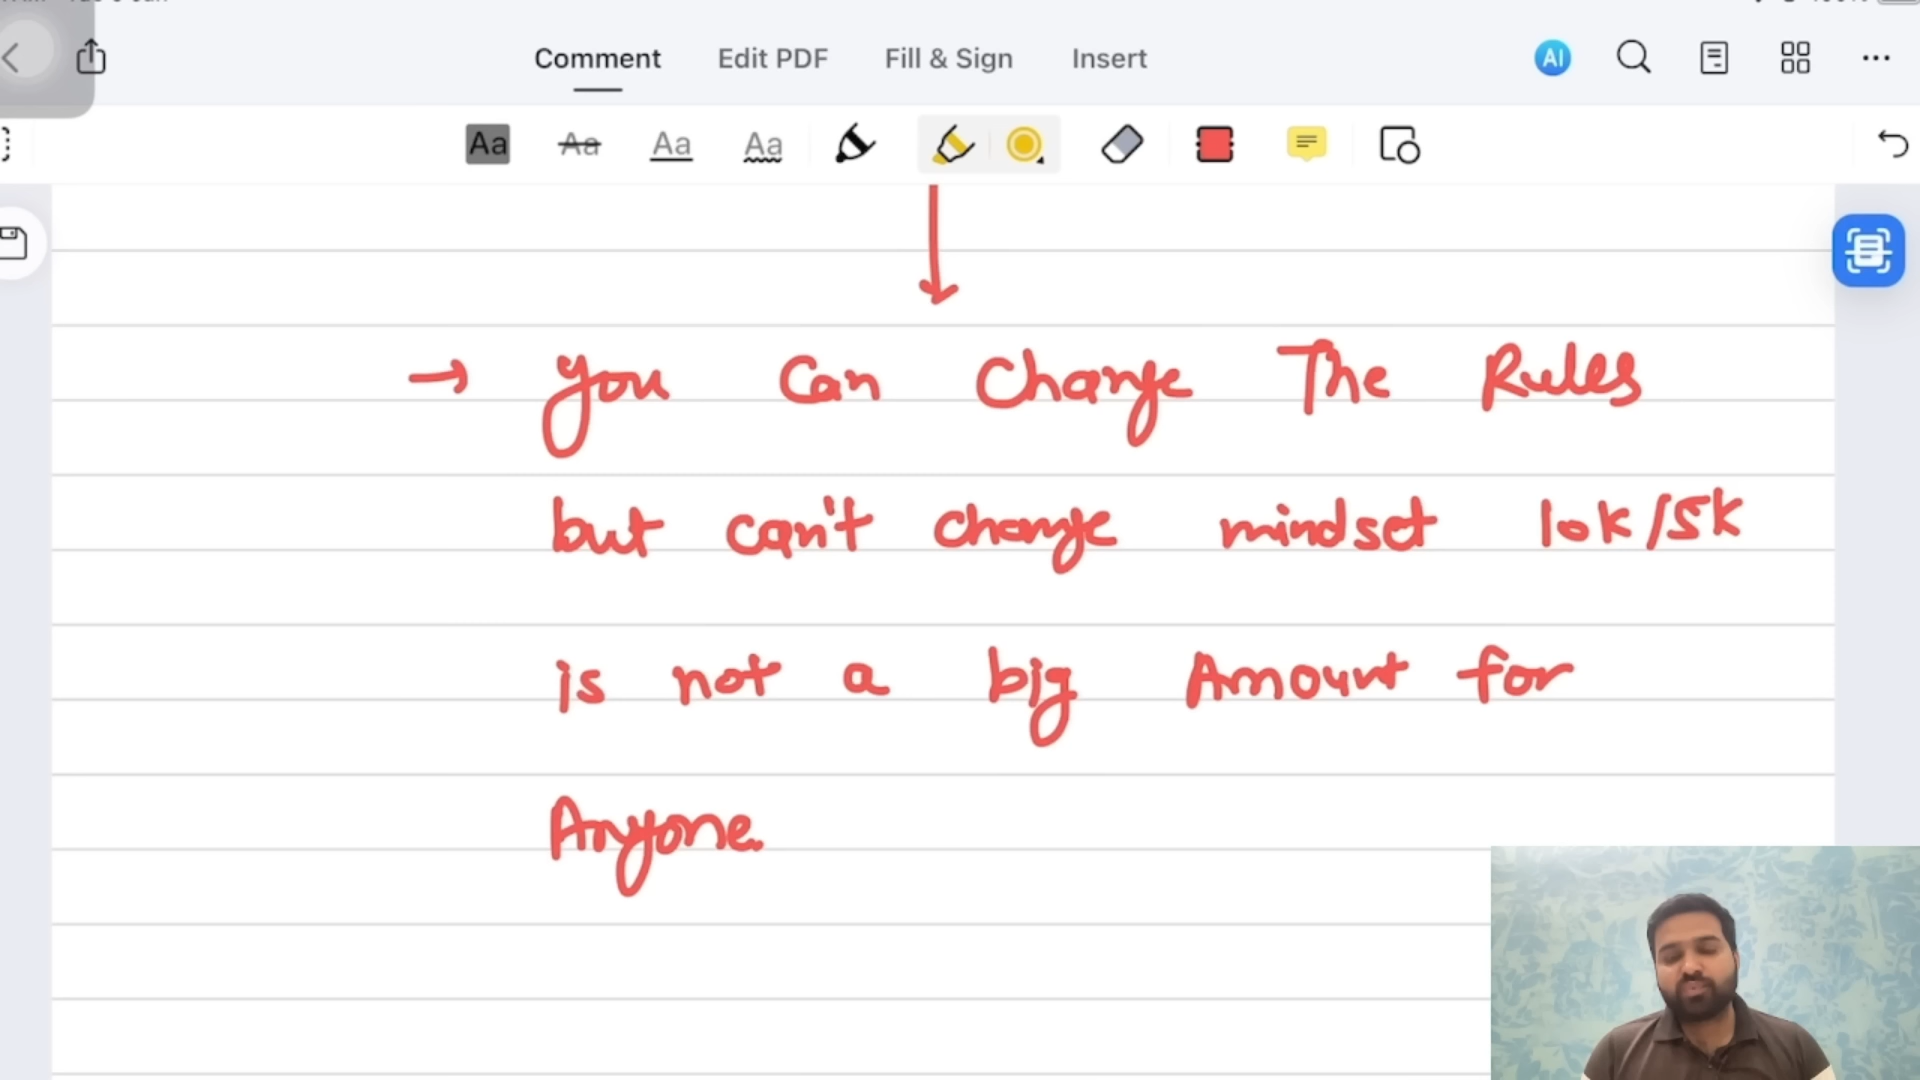 Comment Edit PDF Fill & Sign Insert AI
Aa Aa Aa Aa
→ You Can Change The Rules
but can't change mindset 10k/5k
is not a big Amount for
Anyone.